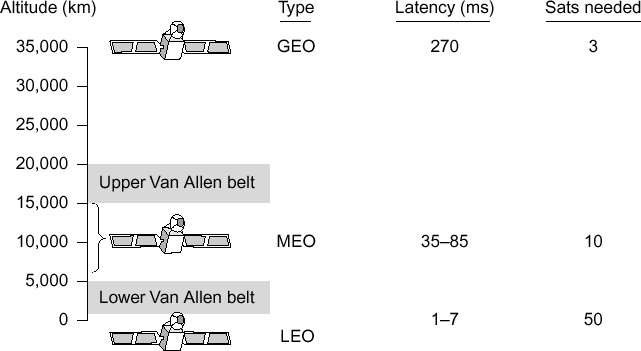 Altitude (km) Type Latency (ms) Sats needed
35,000 GEO 270 3
30,000
25,000
20,000
Upper Van Allen belt
15,000
10,000 MEO 35–85 10
5,000
Lower Van Allen belt
0 1–7 50
LEO